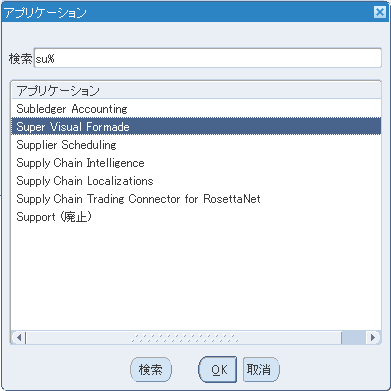 アプリケーション
検索 su%
アプリケーション
Subledger Accounting
Super Visual Formade
Supplier Scheduling
Supply Chain Intelligence
Supply Chain Localizations
Supply Chain Trading Connector for RosettaNet
Support (廃止)
検索 OK 取消